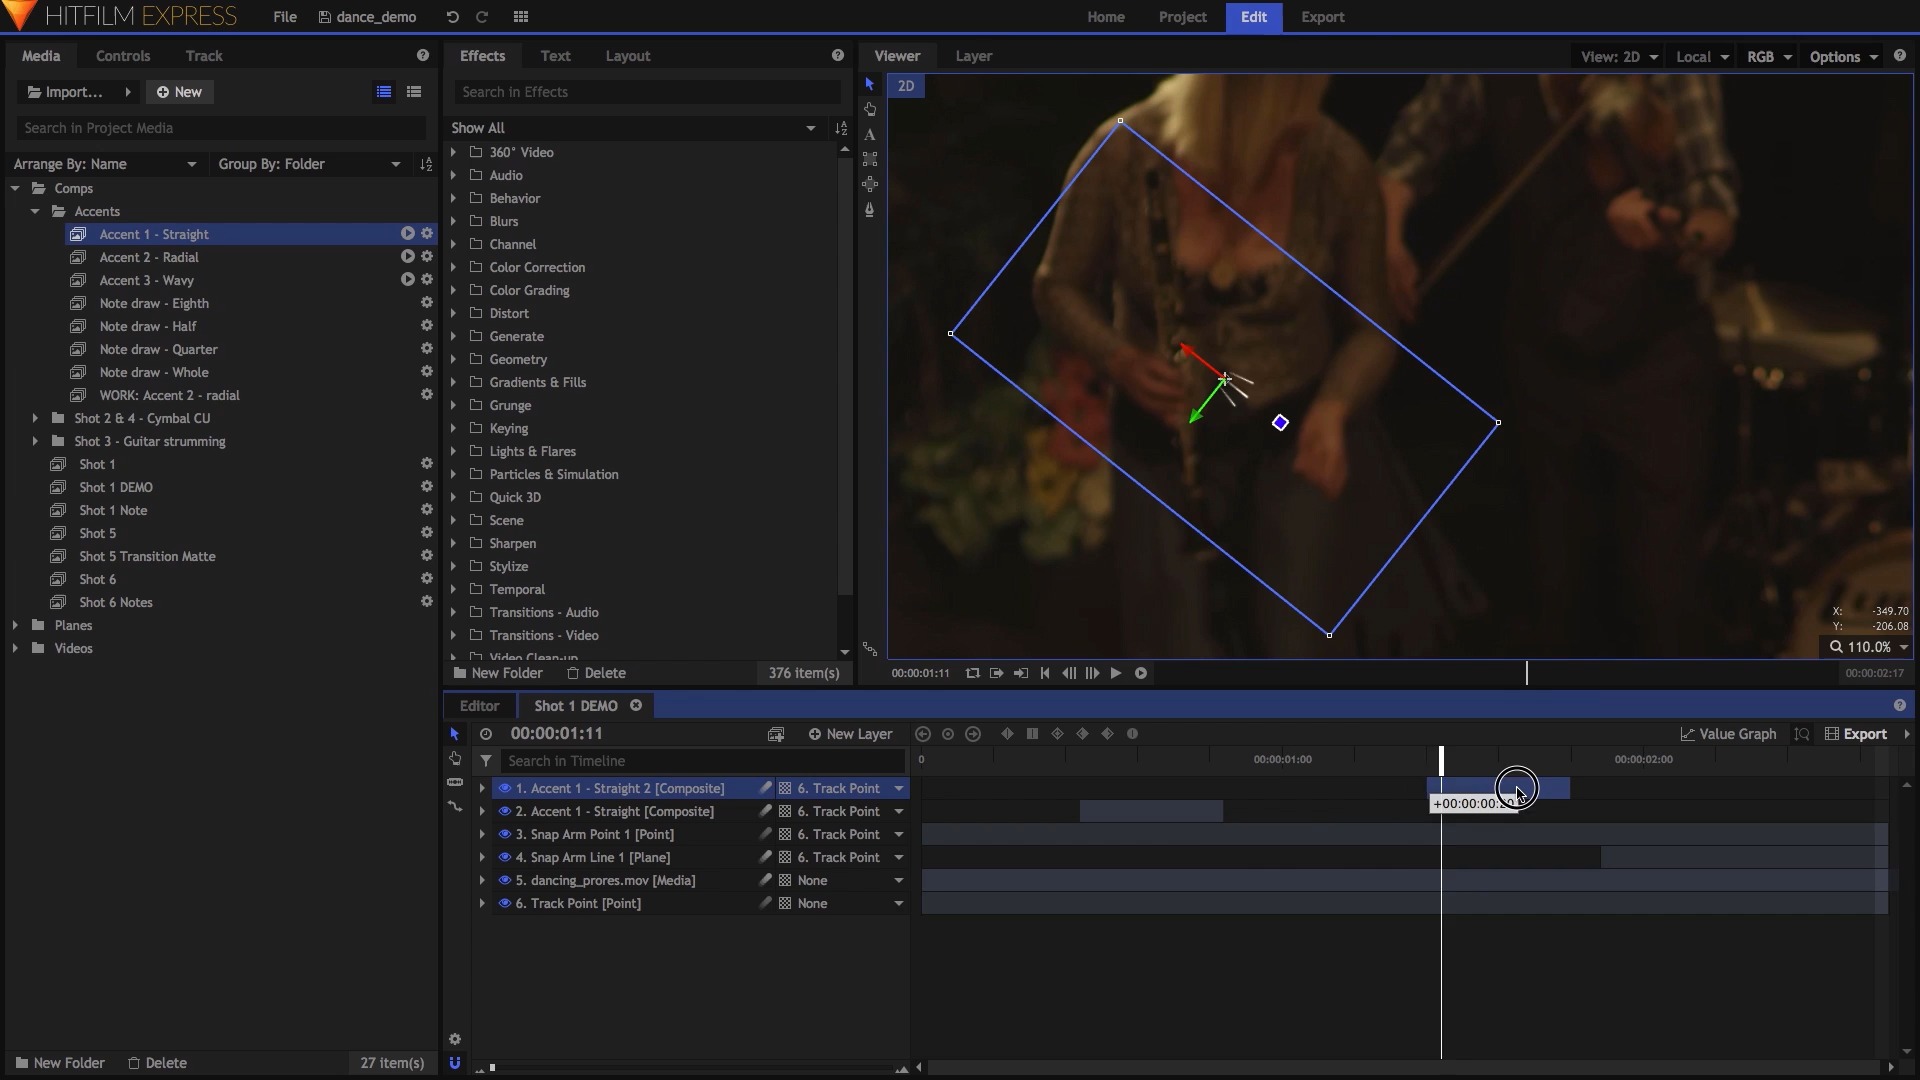 HITFILM EXPRESS
File
dance_demo
Home
Project
Edit
Export
Media
Controls
Track
Import...
New
Search in Project Media
Arrange By: Name
Group By: Folder
Comps
Accents
Accent 1 - Straight
Accent 2 - Radial
Accent 3 - Wavy
Note draw - Eighth
Note draw - Half
Note draw - Quarter
Note draw - Whole
WORK: Accent 2 - radial
Shot 2 & 4 - Cymbal CU
Shot 3 - Guitar strumming
Shot 1
Shot 1 DEMO
Shot 1 Note
Shot 5
Shot 5 Transition Matte
Shot 6
Shot 6 Notes
Planes
Videos
New Folder
Delete
27 item(s)
Effects
Text
Layout
Search in Effects
Show All
360° Video
Audio
Behavior
Blurs
Channel
Color Correction
Color Grading
Distort
Generate
Geometry
Gradients & Fills
Grunge
Keying
Lights & Flares
Particles & Simulation
Quick 3D
Scene
Sharpen
Stylize
Temporal
Transitions - Audio
Transitions - Video
Video Clean-up
New Folder
Delete
376 item(s)
Viewer
Layer
View: 2D
Local
RGB
Options
2D
X: -349.70
Y: -206.08
110.0%
00:00:01:11
00:00:02:17
Editor
Shot 1 DEMO
00:00:01:11
New Layer
Value Graph
Export
Search in Timeline
0
00:00:01:00
00:00:02:00
1. Accent 1 - Straight 2 [Composite]
6. Track Point
2. Accent 1 - Straight [Composite]
6. Track Point
3. Snap Arm Point 1 [Point]
6. Track Point
4. Snap Arm Line 1 [Plane]
6. Track Point
5. dancing_prores.mov [Media]
None
6. Track Point [Point]
None